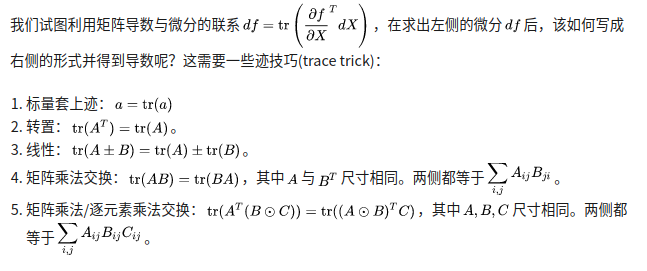 我们试图利用矩阵导数与微分的联系 $df = \mathrm{tr}\left(\frac{\partial f}{\partial X}^T dX\right)$ ，在求出左侧的微分 $df$ 后，该如何写成
右侧的形式并得到导数呢？这需要一些迹技巧(trace trick)：
1. 标量套上迹： $a = \mathrm{tr}(a)$
2. 转置： $\mathrm{tr}(A^T) = \mathrm{tr}(A)$。
3. 线性： $\mathrm{tr}(A \pm B) = \mathrm{tr}(A) \pm \mathrm{tr}(B)$。
4. 矩阵乘法交换： $\mathrm{tr}(AB) = \mathrm{tr}(BA)$，其中 $A$ 与 $B^T$ 尺寸相同。两侧都等于 $\sum_{i,j} A_{ij}B_{ji}$ 。
5. 矩阵乘法/逐元素乘法交换： $\mathrm{tr}(A^T(B \odot C)) = \mathrm{tr}((A \odot B)^T C)$，其中 $A, B, C$ 尺寸相同。两侧都
等于 $\sum_{i,j} A_{ij}B_{ij}C_{ij}$ 。